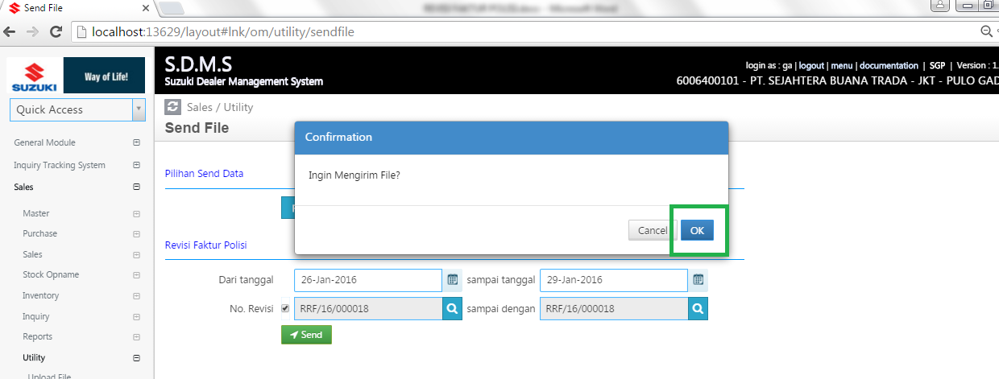 Send File
localhost:13629/layout#lnk/om/utility/sendfile
SUZUKI
Way of Life!
S.D.M.S
Suzuki Dealer Management System
login as : ga | logout | menu | documentation | SGP | Version : 1.
6006400101 - PT. SEJAHTERA BUANA TRADA - JKT - PULO GAD
Quick Access
Sales / Utility
Send File
General Module
Inquiry Tracking System
Sales
Master
Purchase
Sales
Stock Opname
Inventory
Inquiry
Reports
Utility
Upload File
Confirmation
Ingin Mengirim File?
Cancel
OK
Pilihan Send Data
Revisi Faktur Polisi
Dari tanggal
26-Jan-2016
sampai tanggal
29-Jan-2016
No. Revisi
RRF/16/000018
sampai dengan
RRF/16/000018
Send